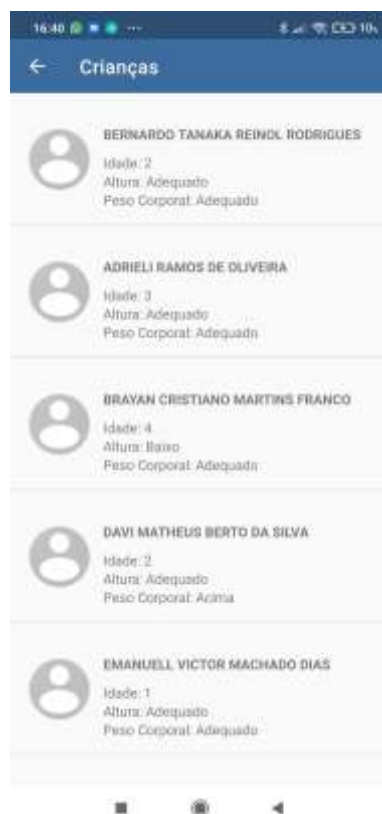 16:40
Crianças
BERNARDO TANAKA REINOL RODRIGUES
Idade: 2
Altura: Adequado
Peso Corporal: Adequado
ADRIELI RAMOS DE OLIVEIRA
Idade: 3
Altura: Adequado
Peso Corporal: Adequado
BRAYAN CRISTIANO MARTINS FRANCO
Idade: 4
Altura: Baixo
Peso Corporal: Adequado
DAVI MATHEUS BERTO DA SILVA
Idade: 2
Altura: Adequado
Peso Corporal: Acima
EMANUELL VICTOR MACHADO DIAS
Idade: 1
Altura: Adequado
Peso Corporal: Adequado